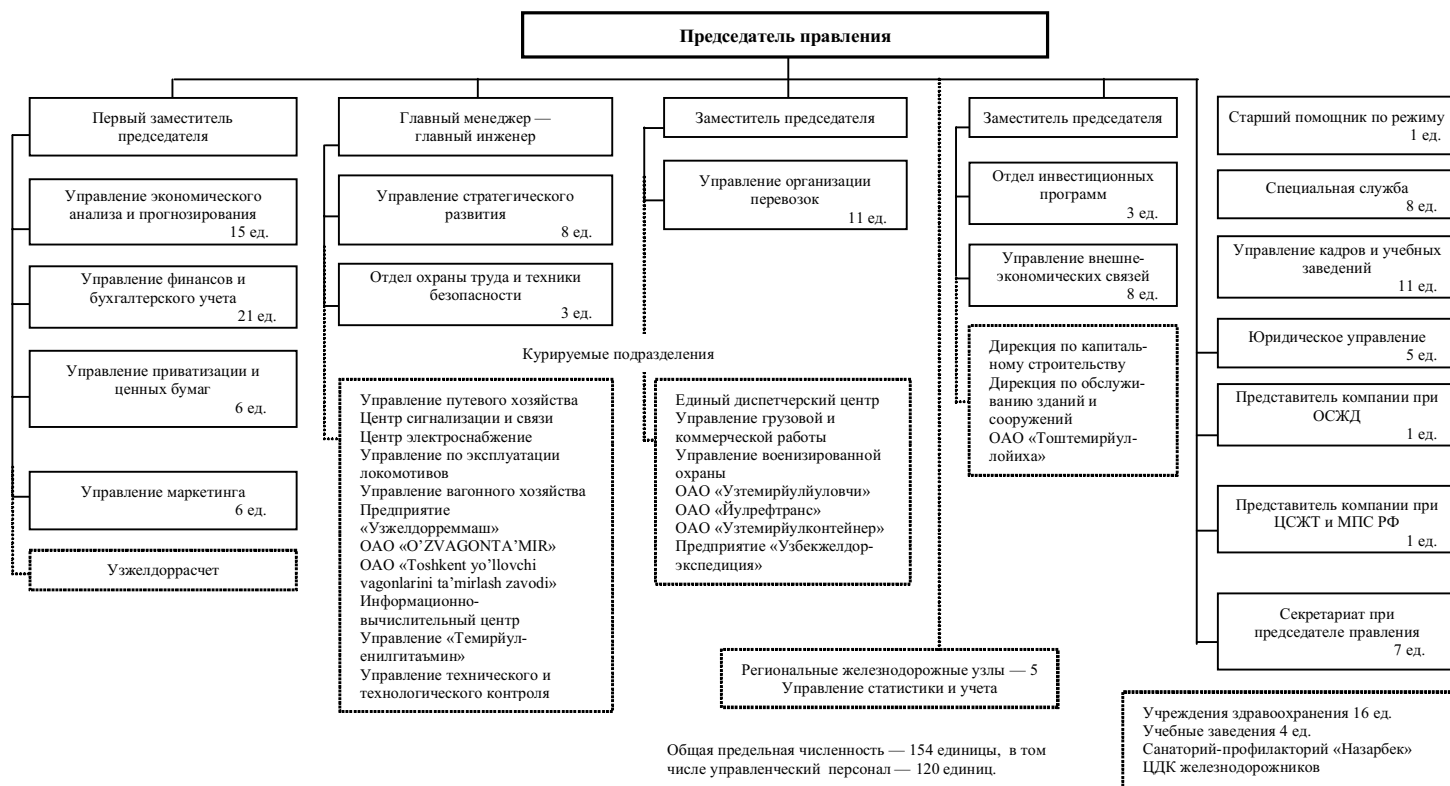 Председатель правления
Первый заместитель
председателя
Управление экономического
анализа и прогнозирования
15 ед.
Управление финансов и
бухгалтерского учета
21 ед.
Управление приватизации и
ценных бумаг
6 ед.
Управление маркетинга
6 ед.
Узжелдоррасчет
Главный менеджер —
главный инженер
Управление стратегического
развития
8 ед.
Отдел охраны труда и техники
безопасности
3 ед.
Заместитель председателя
Управление организации
перевозок
11 ед.
Заместитель председателя
Отдел инвестиционных
программ
3 ед.
Управление внешне-
экономических связей
8 ед.
Старший помощник по режиму
1 ед.
Специальная служба
8 ед.
Управление кадров и учебных
заведений
11 ед.
Юридическое управление
5 ед.
Представитель компании при
ОСЖД
1 ед.
Представитель компании при
ЦСЖТ и МПС РФ
1 ед.
Секретариат при
председателе правления
7 ед.
Курируемые подразделения
Управление путевого хозяйства
Центр сигнализации и связи
Центр электроснабжение
Управление по эксплуатации
локомотивов
Управление вагонного хозяйства
Предприятие
«Узжелдорреммаш»
ОАО «O’ZVAGONTA’MIR»
ОАО «Toshkent yo’llovchi
vagonlarini ta’mirlash zavodi»
Информационно-
вычислительный центр
Управление «Темирйул-
енилгитаъмин»
Управление технического и
технологического контроля
Единый диспетчерский центр
Управление грузовой и
коммерческой работы
Управление военизированной
охраны
ОАО «Узтемирйулйуловчи»
ОАО «Йулрефтранс»
ОАО «Узтемирйулконтейнер»
Предприятие «Узбекжелдор-
экспедиция»
Дирекция по капиталь-
ному строительству
Дирекция по обслужи-
ванию зданий и
сооружений
ОАО «Тоштемирйул-
лойиха»
Региональные железнодорожные узлы — 5
Управление статистики и учета
Учреждения здравоохранения 16 ед.
Учебные заведения 4 ед.
Санаторий-профилакторий «Назарбек»
ЦДК железнодорожников
Общая предельная численность — 154 единицы, в том
числе управленческий персонал — 120 единиц.